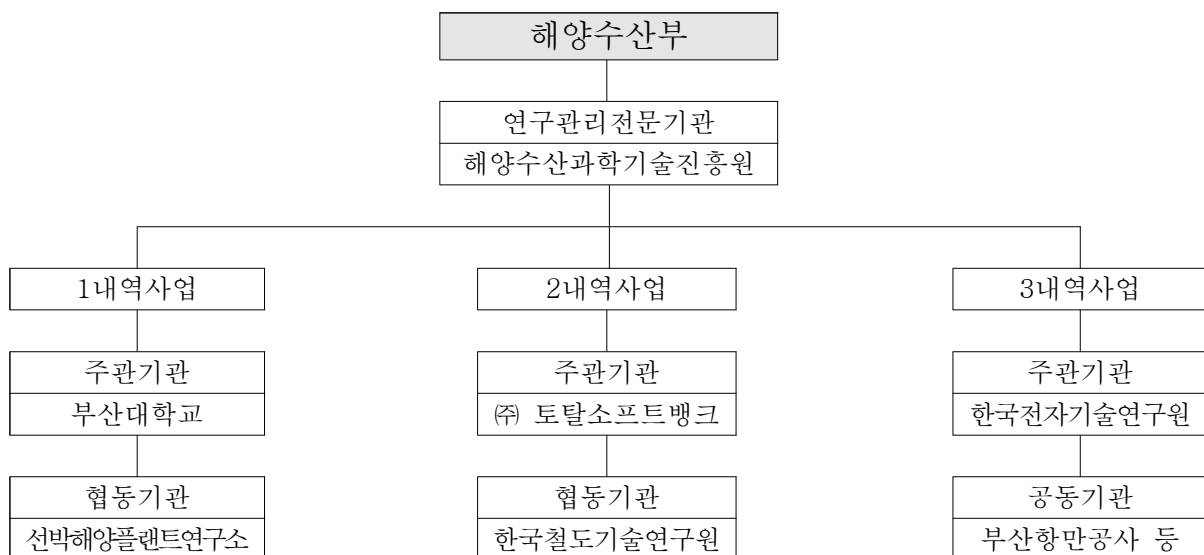 해양수산부
연구관리전문기관
해양수산과학기술진흥원
1내역사업
2내역사업
3내역사업
주관기관
부산대학교
주관기관
㈜ 토탈소프트뱅크
주관기관
한국전자기술연구원
협동기관
선박해양플랜트연구소
협동기관
한국철도기술연구원
공동기관
부산항만공사 등